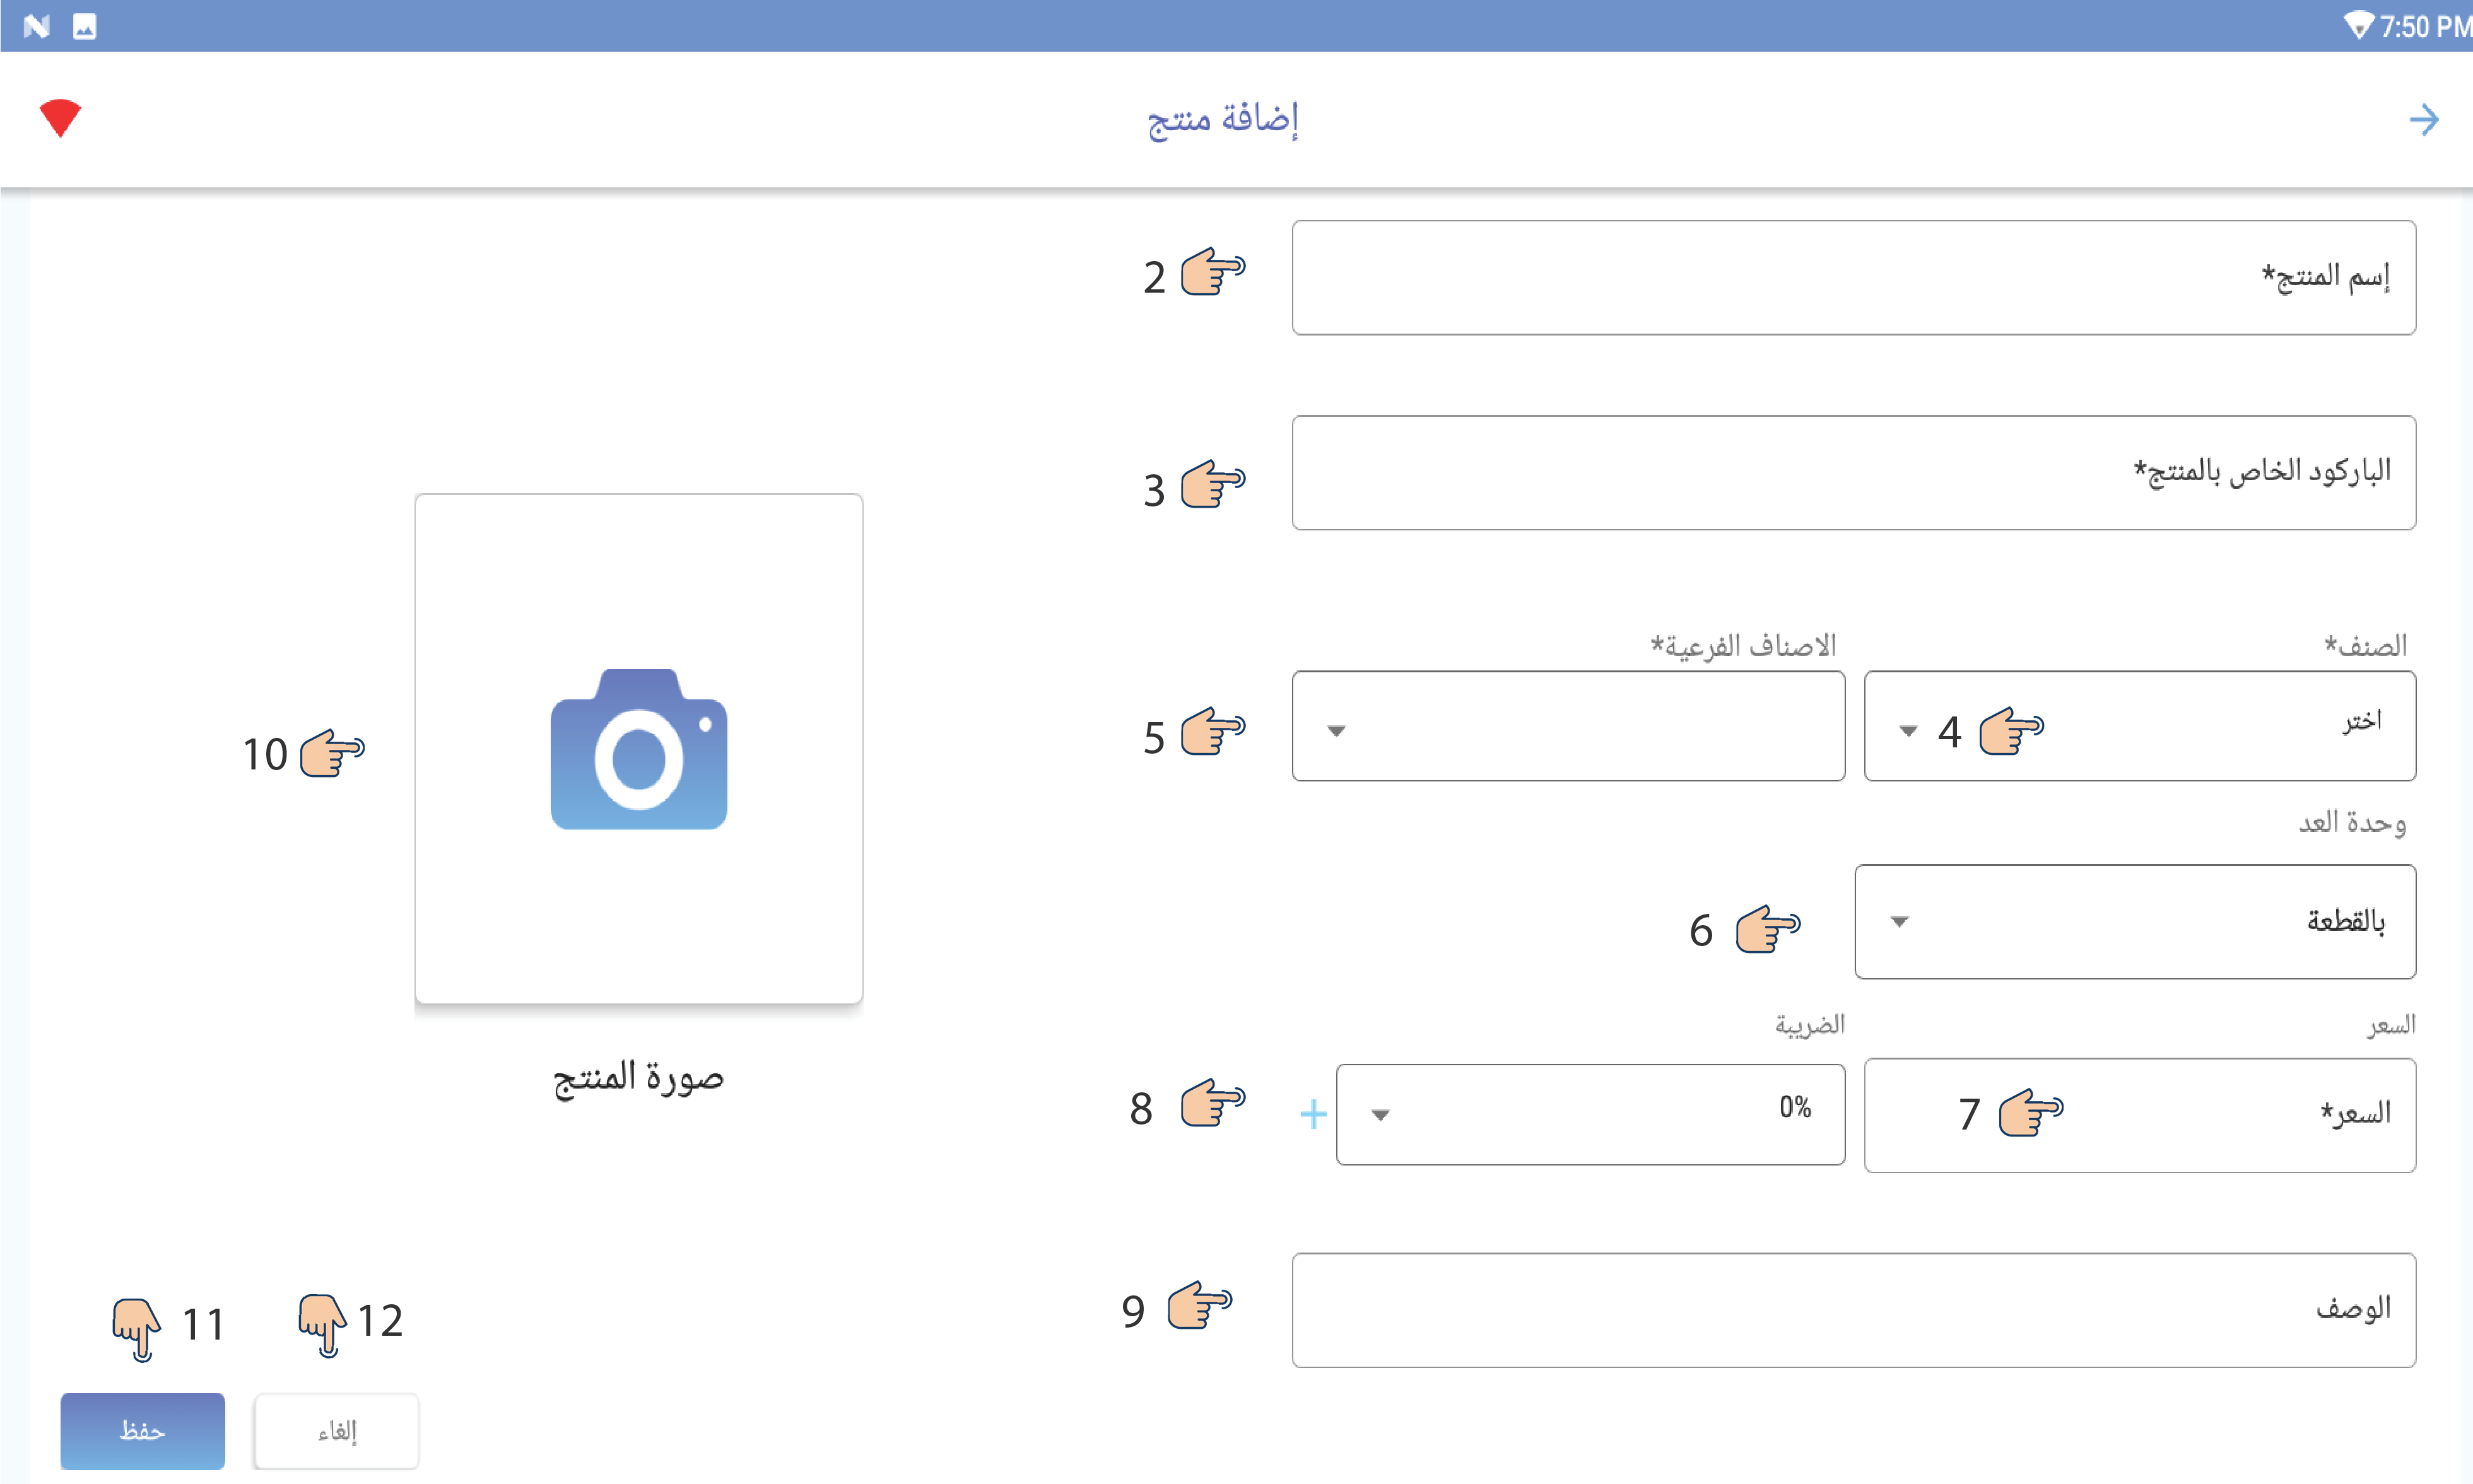 7:50 PM
إضافة منتج
إسم المنتج*
2
الباركود الخاص بالمنتج*
3
الصنف*
الاصناف الفرعية*
اختر
4
5
10
وحدة العد
بالقطعة
6
السعر
الضريبة
السعر*
7
0%
+
8
صورة المنتج
الوصف
9
12
11
إلغاء
حفظ